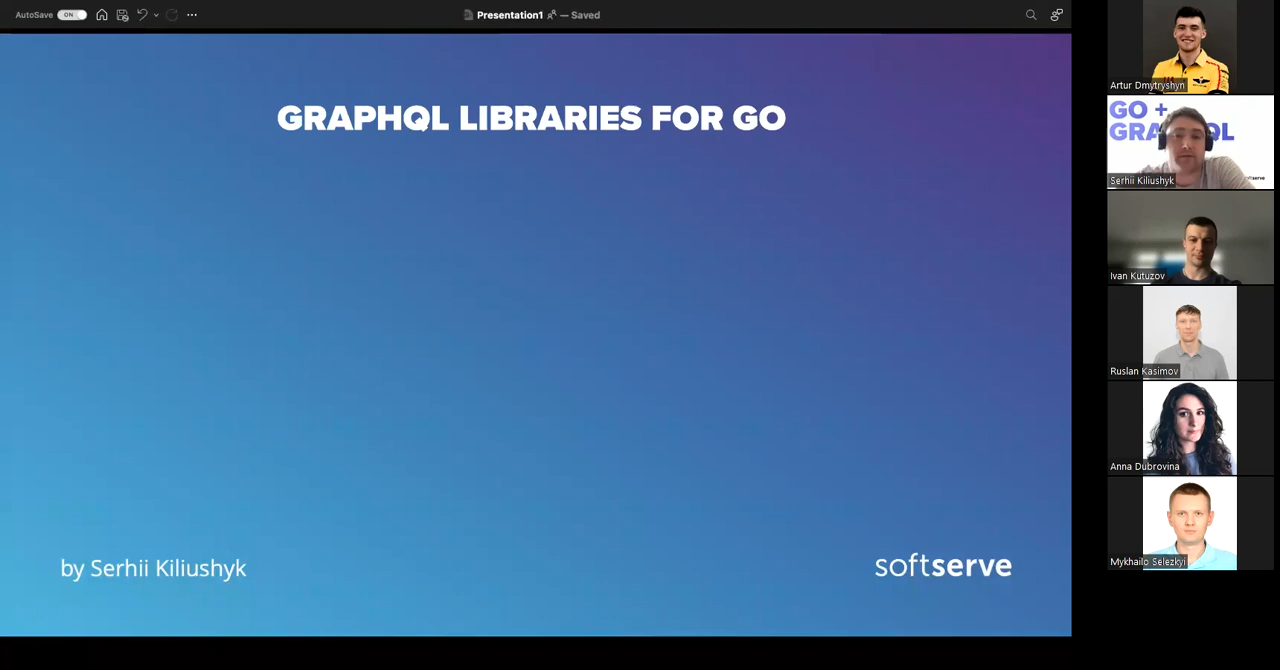 AutoSave ON
Presentation1 — Saved
GRAPHQL LIBRARIES FOR GO
by Serhii Kiliushyk
softserve
Artur Dmytryshyn
GO +
GRAPHQL
Serhii Kiliushyk
Ivan Kutuzov
Ruslan Kasimov
Anna Dubrovina
Mykhailo Selezkyi